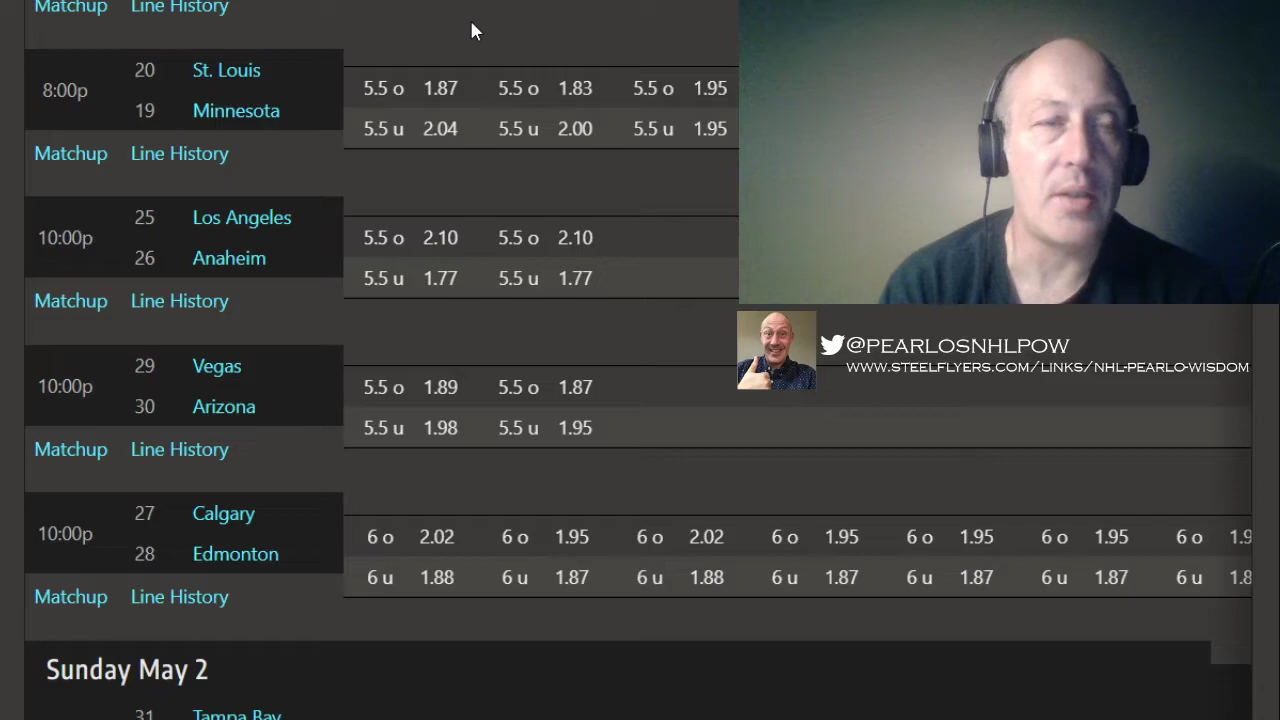 Matchup Line History
8:00p 20 St. Louis 5.5 o 1.87 5.5 o 1.83 5.5 o 1.95
19 Minnesota 5.5 u 2.04 5.5 u 2.00 5.5 u 1.95
Matchup Line History
10:00p 25 Los Angeles 5.5 o 2.10 5.5 o 2.10
26 Anaheim 5.5 u 1.77 5.5 u 1.77
Matchup Line History
@PEARLOSNHLPOW
WWW.STEELFLYERS.COM/LINKS/NHL-PEARLO-WISDOM
10:00p 29 Vegas 5.5 o 1.89 5.5 o 1.87
30 Arizona 5.5 u 1.98 5.5 u 1.95
Matchup Line History
10:00p 27 Calgary 6 o 2.02 6 o 1.95 6 o 2.02 6 o 1.95 6 o 1.95 6 o 1.95 6 o
28 Edmonton 6 u 1.88 6 u 1.87 6 u 1.88 6 u 1.87 6 u 1.87 6 u 1.87 6 u
Matchup Line History
Sunday May 2
31 Tampa Bay